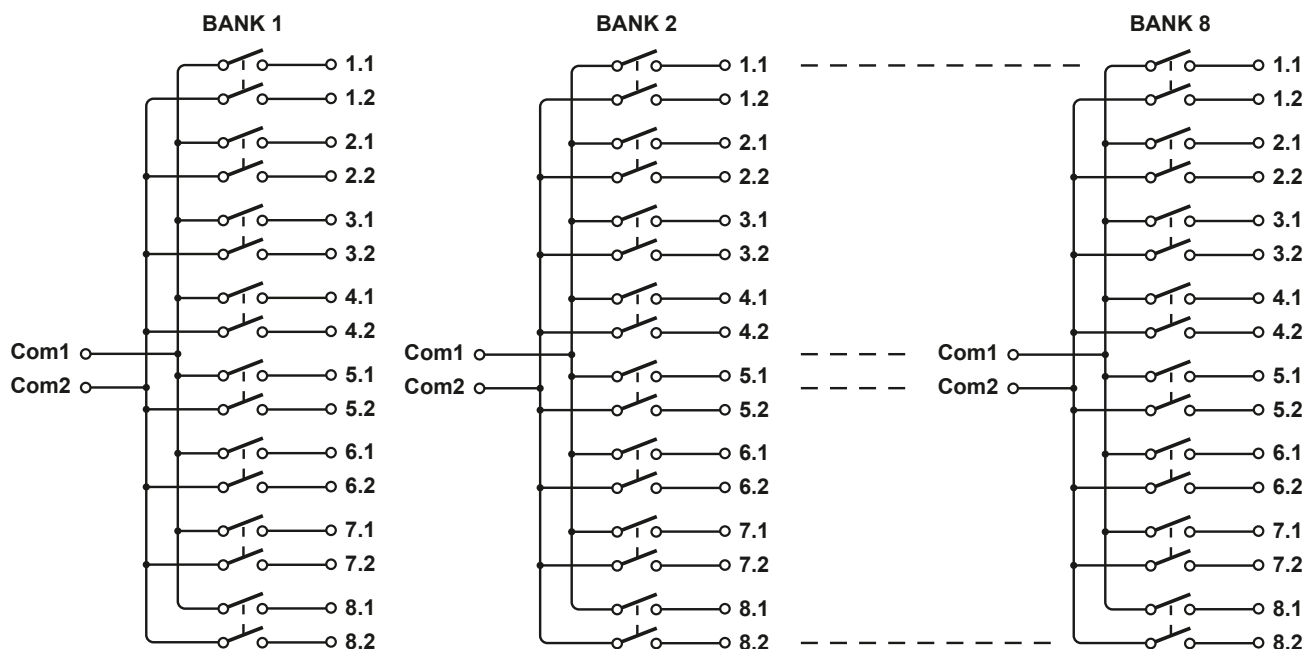 BANK 1 BANK 2 BANK 8
1.1 1.1 1.1
1.2 1.2 1.2
2.1 2.1 2.1
2.2 2.2 2.2
3.1 3.1 3.1
3.2 3.2 3.2
4.1 4.1 4.1
4.2 4.2 4.2
Com1 Com1 Com1
5.1 5.1 5.1
Com2 Com2 Com2
5.2 5.2 5.2
6.1 6.1 6.1
6.2 6.2 6.2
7.1 7.1 7.1
7.2 7.2 7.2
8.1 8.1 8.1
8.2 8.2 8.2